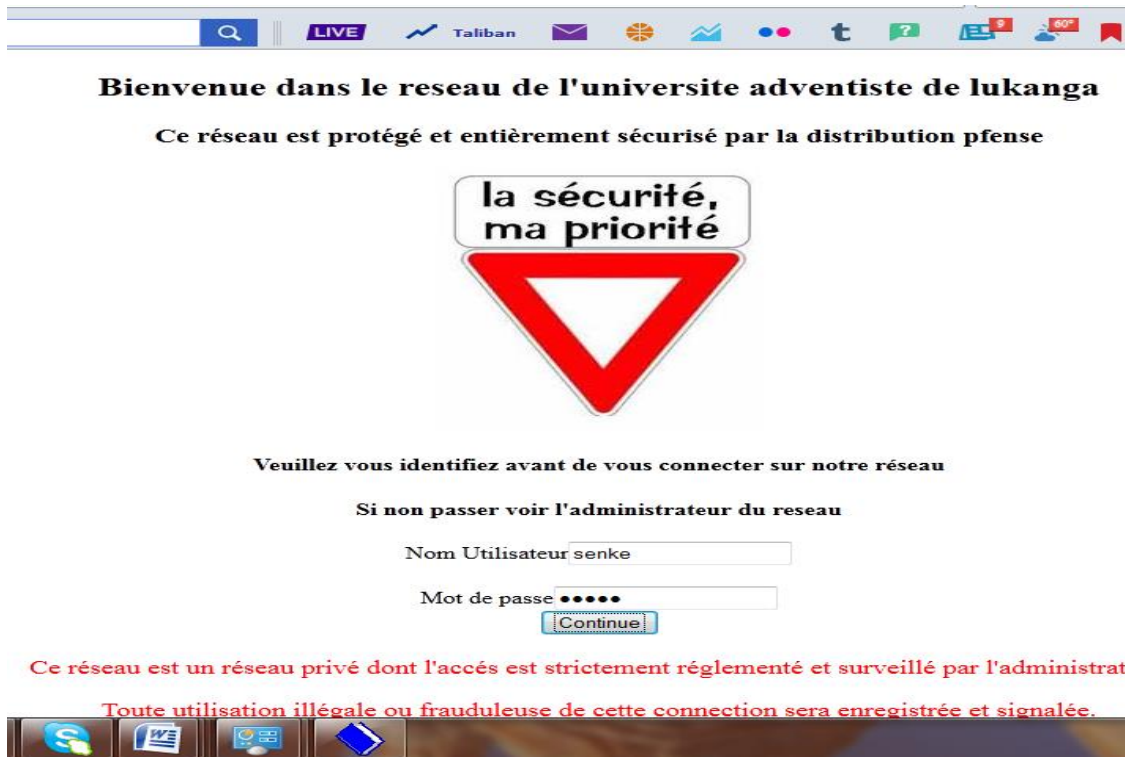 LIVE Taliban t ? 9 60°
Bienvenue dans le reseau de l'universite adventiste de lukanga
Ce réseau est protégé et entièrement sécurisé par la distribution pfense
la sécurité,
ma priorité
Veuillez vous identifiez avant de vous connecter sur notre réseau
Si non passer voir l'administrateur du reseau
Nom Utilisateur senke
Mot de passe •••••
Continue
Ce réseau est un réseau privé dont l'accés est strictement réglementé et surveillé par l'administrat
Toute utilisation illégale ou frauduleuse de cette connection sera enregistrée et signalée.
S W